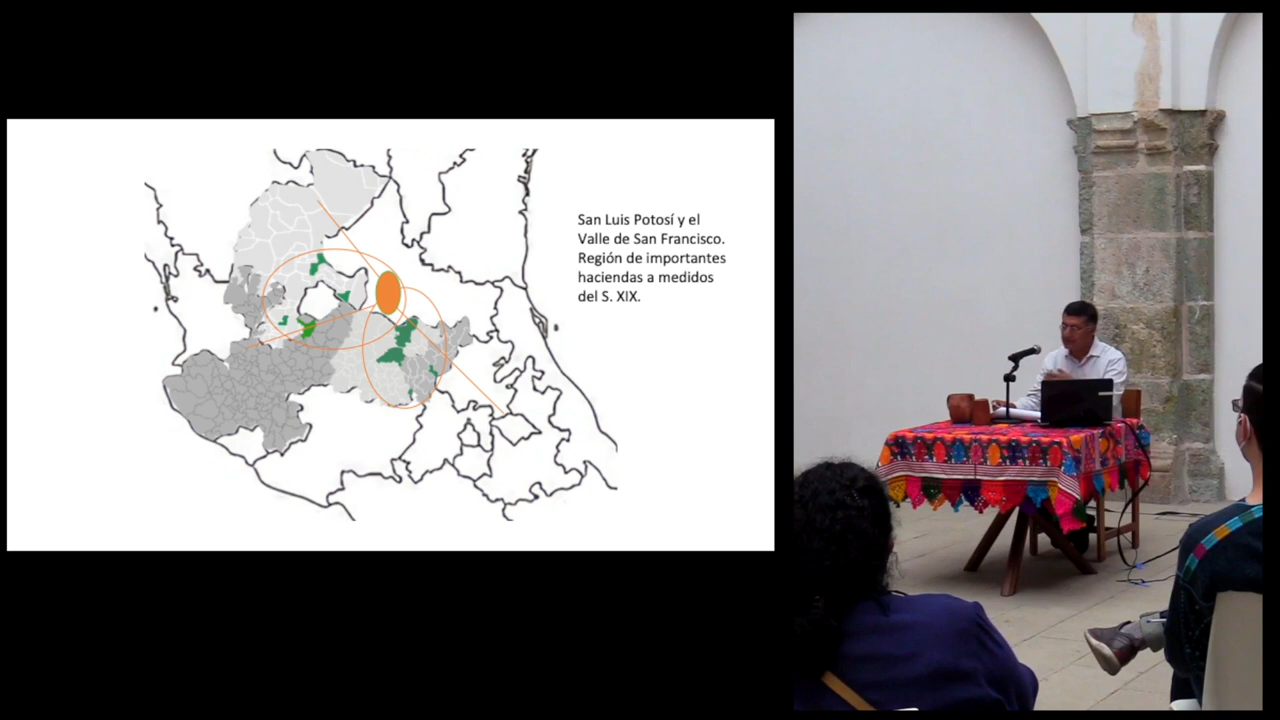 San Luis Potosí y el
Valle de San Francisco.
Región de importantes
haciendas a medidos
del S. XIX.